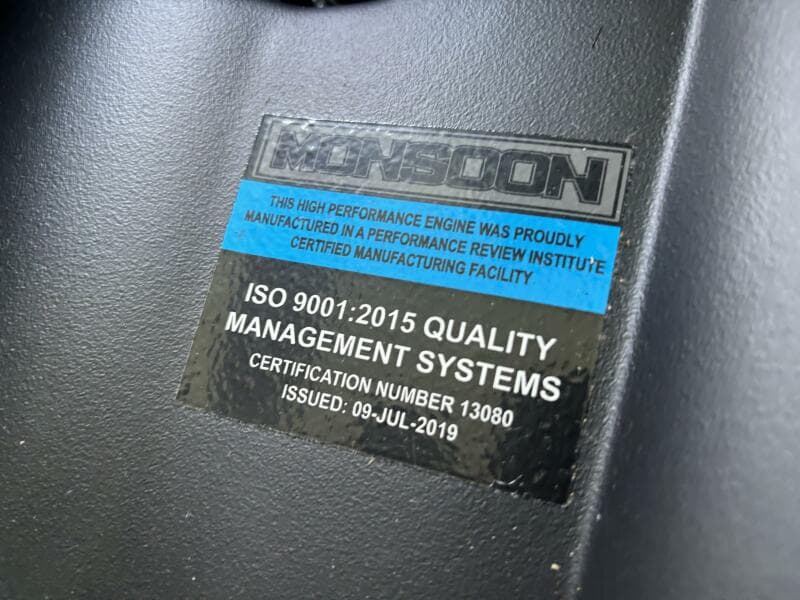 MONSOON
THIS HIGH PERFORMANCE ENGINE WAS PROUDLY
MANUFACTURED IN A PERFORMANCE REVIEW INSTITUTE
CERTIFIED MANUFACTURING FACILITY
ISO 9001:2015 QUALITY
MANAGEMENT SYSTEMS
CERTIFICATION NUMBER 13080
ISSUED: 09-JUL-2019